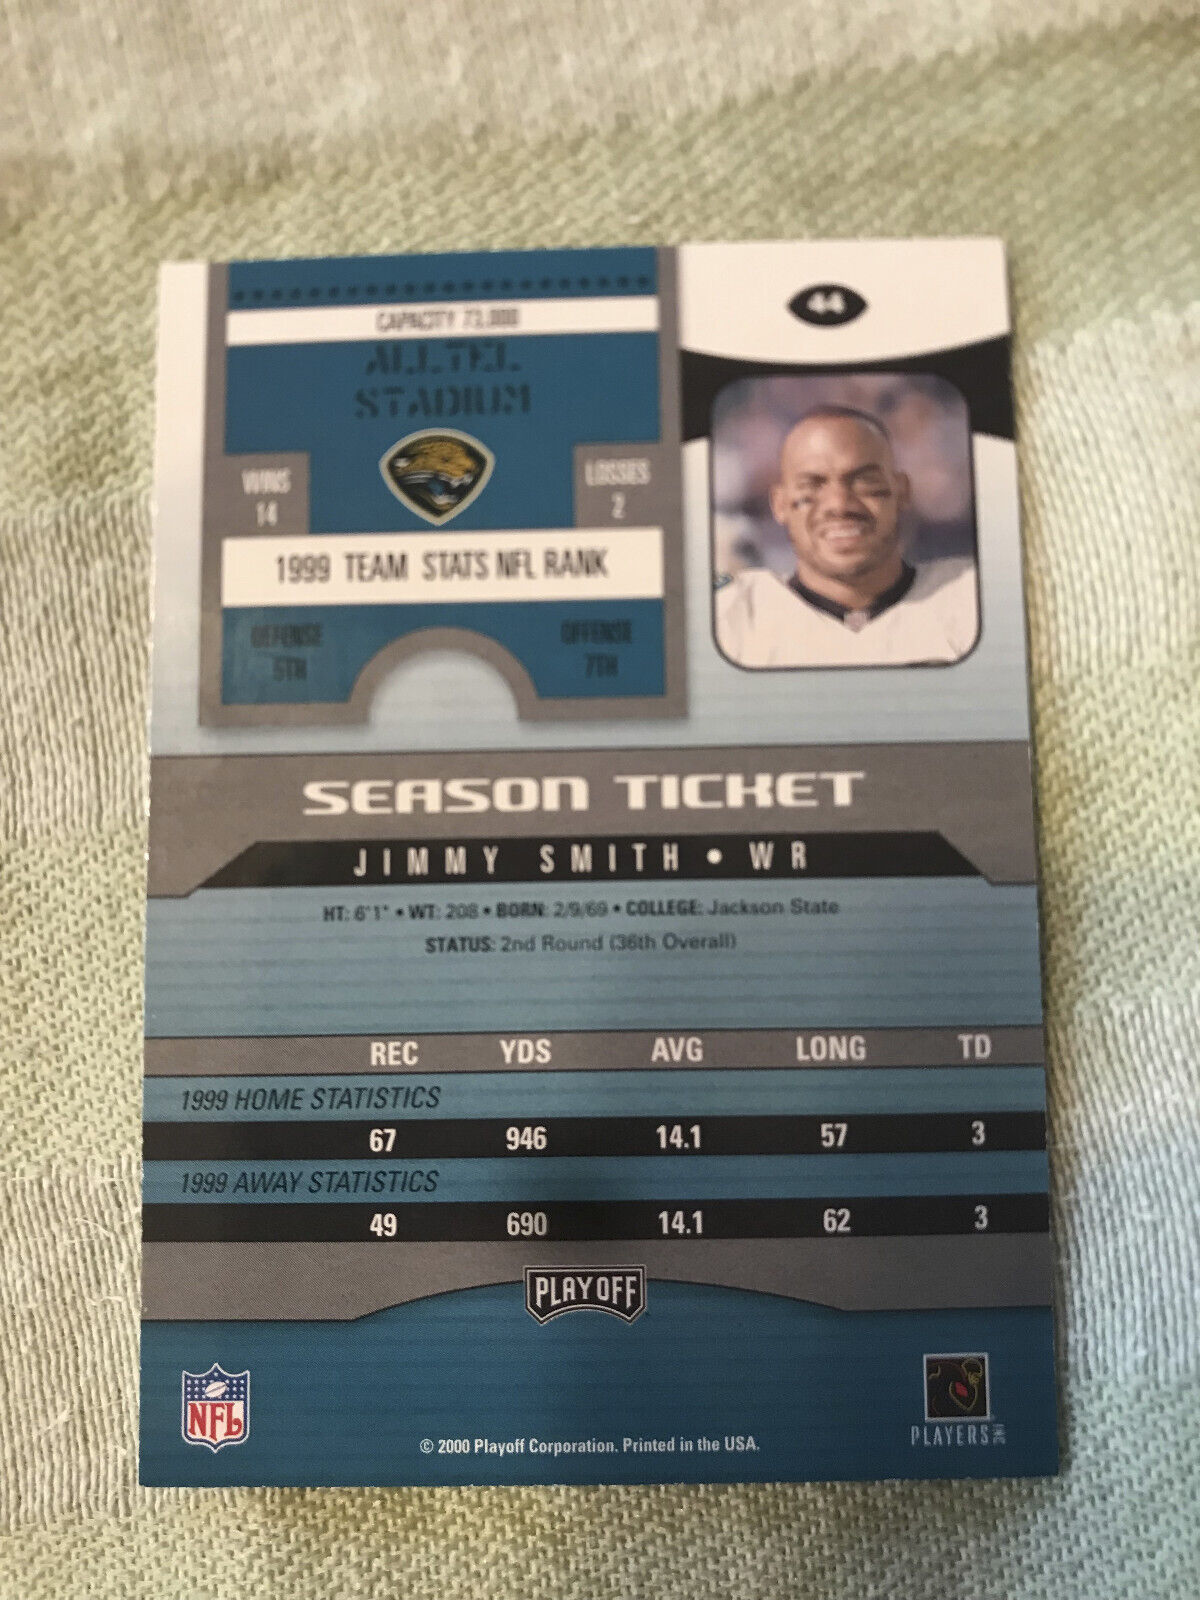 CAPACITY 73,000
ALLTEL
STADIUM
WINS
14
LOSSES
2
1999 TEAM STATS NFL RANK
DEFENSE
5TH
OFFENSE
7TH
44
SEASON TICKET
JIMMY SMITH • WR
HT: 6'1" • WT: 208 • BORN: 2/9/69 • COLLEGE: Jackson State
STATUS: 2nd Round (36th Overall)
REC YDS AVG LONG TD
1999 HOME STATISTICS
67 946 14.1 57 3
1999 AWAY STATISTICS
49 690 14.1 62 3
PLAYOFF
NFL
© 2000 Playoff Corporation. Printed in the USA.
PLAYERS INC